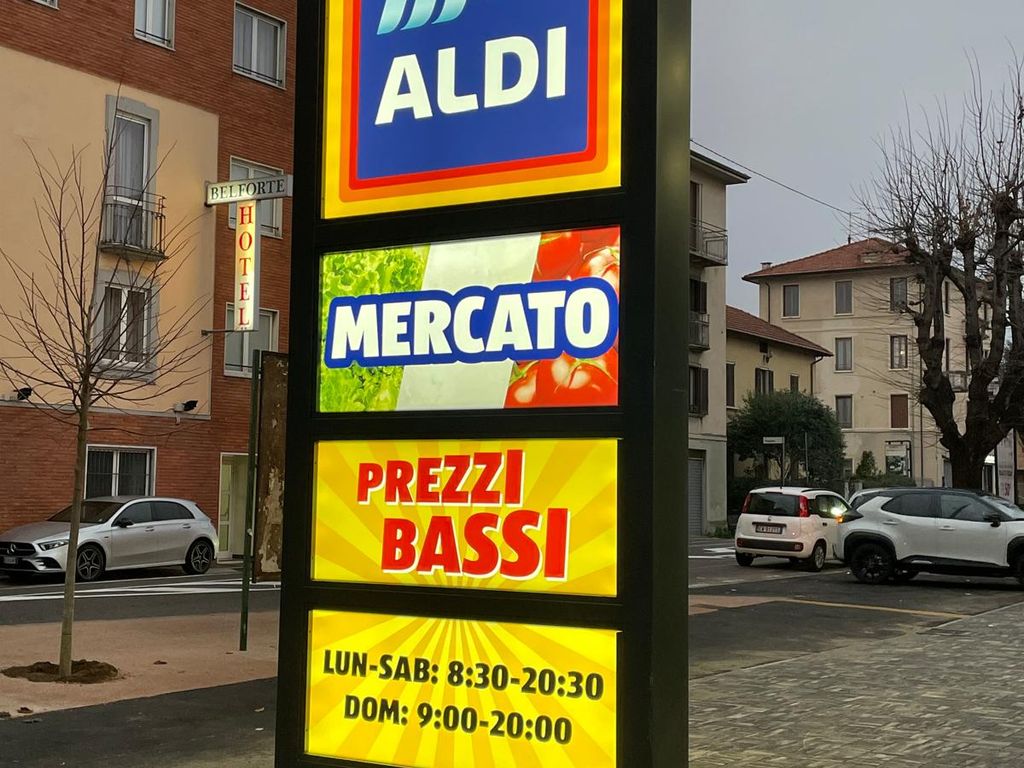 ALDI
BELFORTE
HOTEL
MERCATO
PREZZI
BASSI
LUN-SAB: 8:30-20:30
DOM: 9:00-20:00